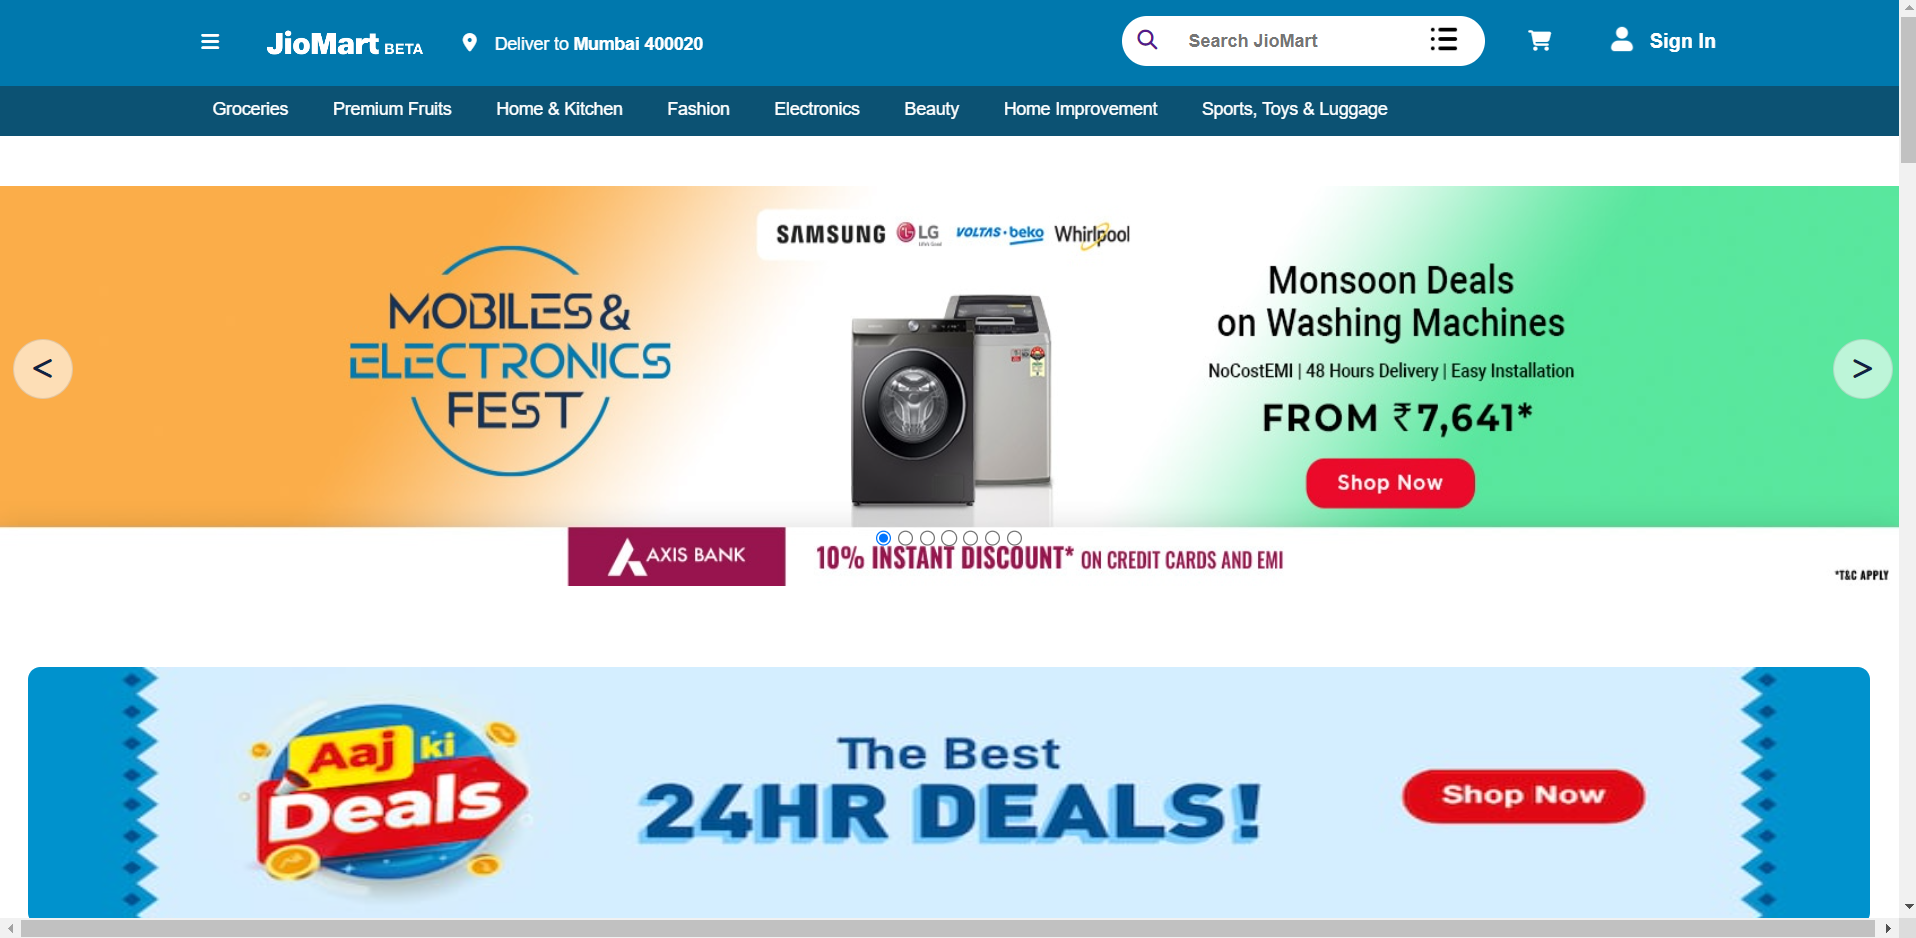 JioMart BETA
Deliver to Mumbai 400020
Search JioMart
Sign In
Groceries
Premium Fruits
Home & Kitchen
Fashion
Electronics
Beauty
Home Improvement
Sports, Toys & Luggage
SAMSUNG LG VOLTAS · beko Whirlpool
MOBILES &
ELECTRONICS
FEST
<
>
Monsoon Deals
on Washing Machines
NoCostEMI | 48 Hours Delivery | Easy Installation
FROM ₹7,641*
Shop Now
AXIS BANK
10% INSTANT DISCOUNT* ON CREDIT CARDS AND EMI
*T&C APPLY
Aaj ki
Deals
The Best
24HR DEALS!
Shop Now